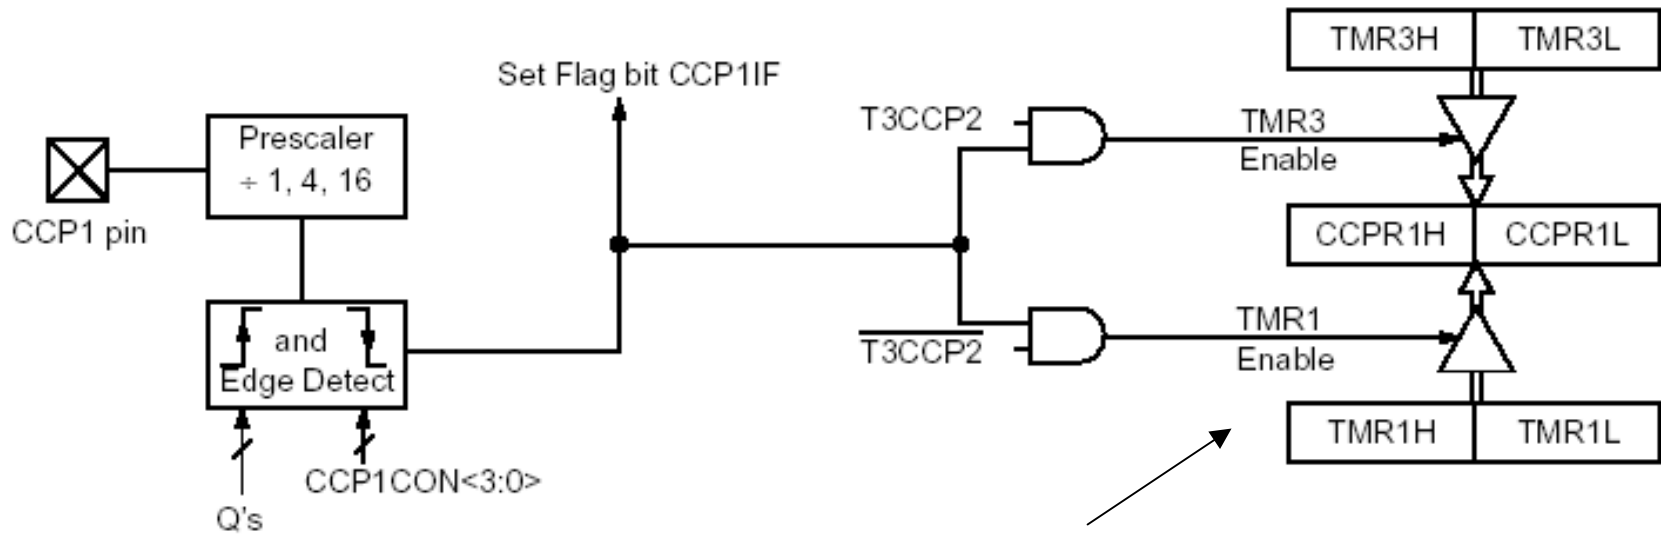 TMR3H TMR3L
Set Flag bit CCP1IF
T3CCP2
TMR3
Enable
Prescaler
÷ 1, 4, 16
CCP1 pin
CCPR1H CCPR1L
and
Edge Detect
T3CCP2
TMR1
Enable
TMR1H TMR1L
CCP1CON<3:0>
Q's